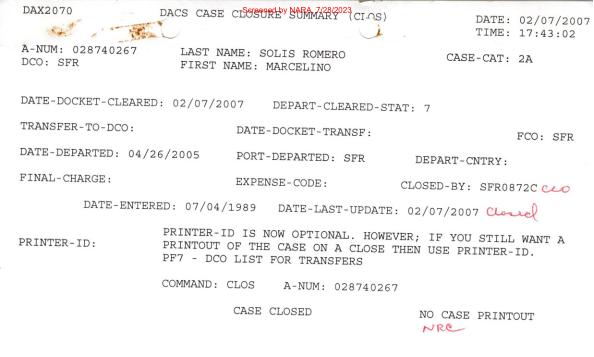 Screened by NARA, 7/28/2023
DAX2070 DACS CASE CLOSURE SUMMARY (CLOS) DATE: 02/07/2007
TIME: 17:43:02
A-NUM: 028740267 LAST NAME: SOLIS ROMERO CASE-CAT: 2A
DCO: SFR FIRST NAME: MARCELINO
DATE-DOCKET-CLEARED: 02/07/2007 DEPART-CLEARED-STAT: 7
TRANSFER-TO-DCO: DATE-DOCKET-TRANSF: FCO: SFR
DATE-DEPARTED: 04/26/2005 PORT-DEPARTED: SFR DEPART-CNTRY:
FINAL-CHARGE: EXPENSE-CODE: CLOSED-BY: SFR0872C
DATE-ENTERED: 07/04/1989 DATE-LAST-UPDATE: 02/07/2007 Closed
PRINTER-ID IS NOW OPTIONAL. HOWEVER; IF YOU STILL WANT A
PRINTER-ID: PRINTOUT OF THE CASE ON A CLOSE THEN USE PRINTER-ID.
PF7 - DCO LIST FOR TRANSFERS
COMMAND: CLOS A-NUM: 028740267
CASE CLOSED NO CASE PRINTOUT
NRC